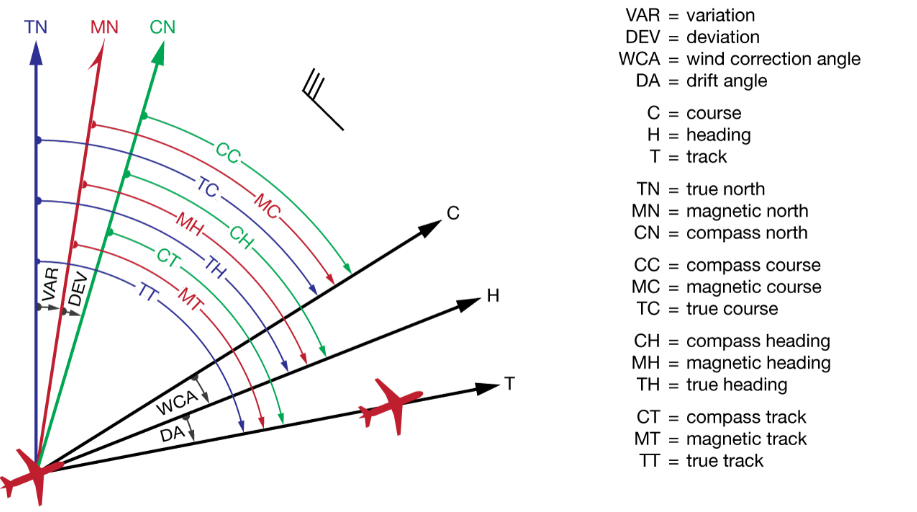 TN
MN
CN
CC
TC
MC
MH
CH
CT
TH
TT
MT
VAR
DEV
WCA
DA
C
H
T
VAR = variation
DEV = deviation
WCA = wind correction angle
DA = drift angle
C = course
H = heading
T = track
TN = true north
MN = magnetic north
CN = compass north
CC = compass course
MC = magnetic course
TC = true course
CH = compass heading
MH = magnetic heading
TH = true heading
CT = compass track
MT = magnetic track
TT = true track